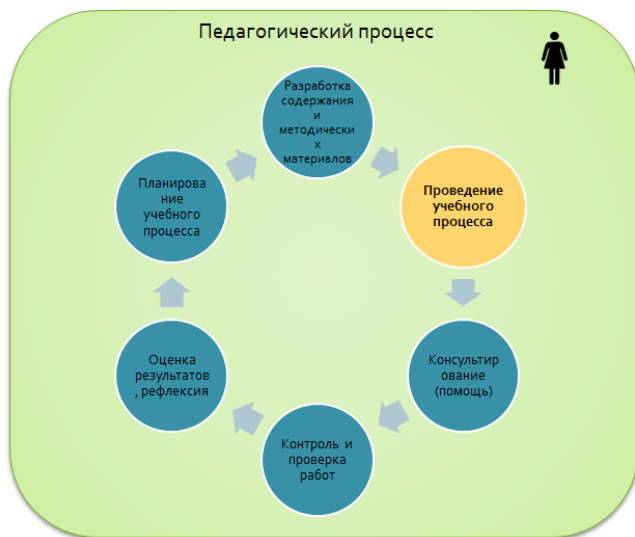 Педагогический процесс
Разработка
содержания
и
методически
х
материалов
Проведение
учебного
процесса
Консультир
ование
(помощь)
Контроль и
проверка
работ
Оценка
результатов
, рефлексия
Планирова
ние
учебного
процесса